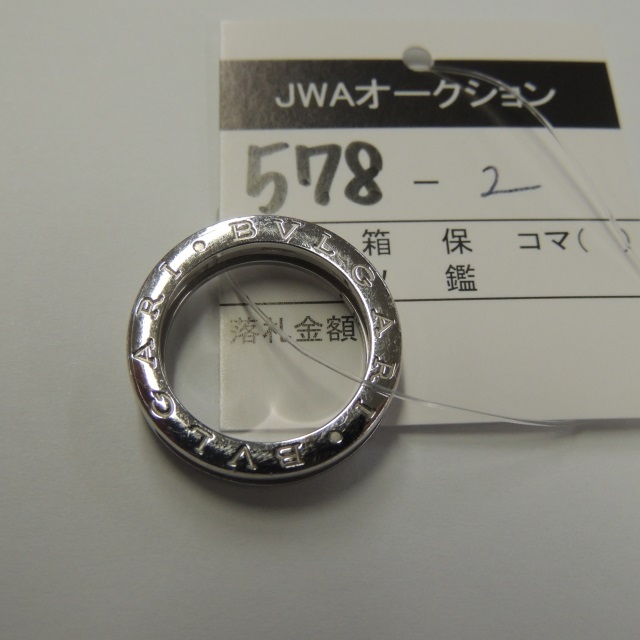 JWAオークション
578 - 2
箱 保 コマ( )
鑑
落札金額
BVLGARI • BVLGARI •